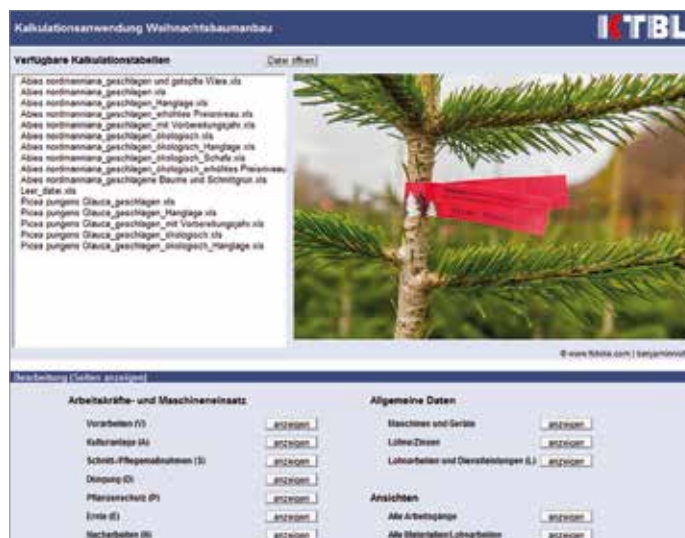 Kalkulationsanwendung Weihnachtsbaumanbau
KTBL
Verfügbare Kalkulationstabellen
Datei öffnen
Abies nordmanniana_geschlagen und getopfte Ware.xls
Abies nordmanniana_geschlagen.xls
Abies nordmanniana_geschlagen_Hanglage.xls
Abies nordmanniana_geschlagen_erhöhtes Preisniveau.xls
Abies nordmanniana_geschlagen_mit Vorbereitungsjahr.xls
Abies nordmanniana_geschlagen_ökologisch.xls
Abies nordmanniana_geschlagen_ökologisch_Hanglage.xls
Abies nordmanniana_geschlagen_ökologisch_Schafe.xls
Abies nordmanniana_geschlagen_ökologisch_erhöhtes Preisniveau
Abies nordmanniana_geschlagene Bäume und Schnittgrün.xls
Leer_datei.xls
Picea pungens Glauca_geschlagen.xls
Picea pungens Glauca_geschlagen_Hanglage.xls
Picea pungens Glauca_geschlagen_mit Vorbereitungsjahr.xls
Picea pungens Glauca_geschlagen_ökologisch.xls
Picea pungens Glauca_geschlagen_ökologisch_Hanglage.xls
© www.fotolia.com |
Bearbeitung (Seiten anzeigen)
Arbeitskräfte- und Maschineneinsatz
Vorarbeiten (V) anzeigen
Kulturanlage (A) anzeigen
Schnitt-/Pflegemaßnahmen (S) anzeigen
Düngung (D) anzeigen
Pflanzenschutz (P) anzeigen
Ernte (E) anzeigen
Nacharbeiten (N) anzeigen
Allgemeine Daten
Maschinen und Geräte anzeigen
Löhne/Zinsen anzeigen
Lohnarbeiten und Dienstleistungen (L) anzeigen
Ansichten
Alle Arbeitsgänge anzeigen
Alle Materialien/Lohnarbeiten anzeigen